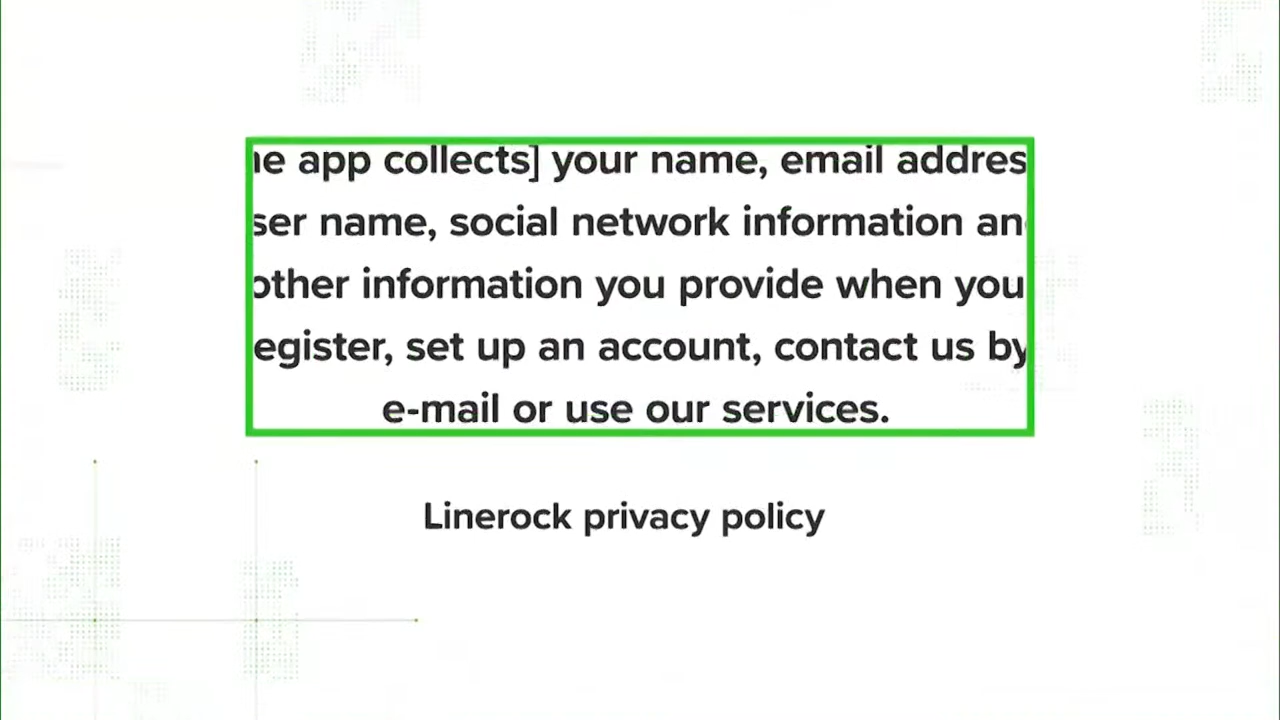 he app collects] your name, email addres
ser name, social network information an
other information you provide when you
egister, set up an account, contact us by
e-mail or use our services.
Linerock privacy policy